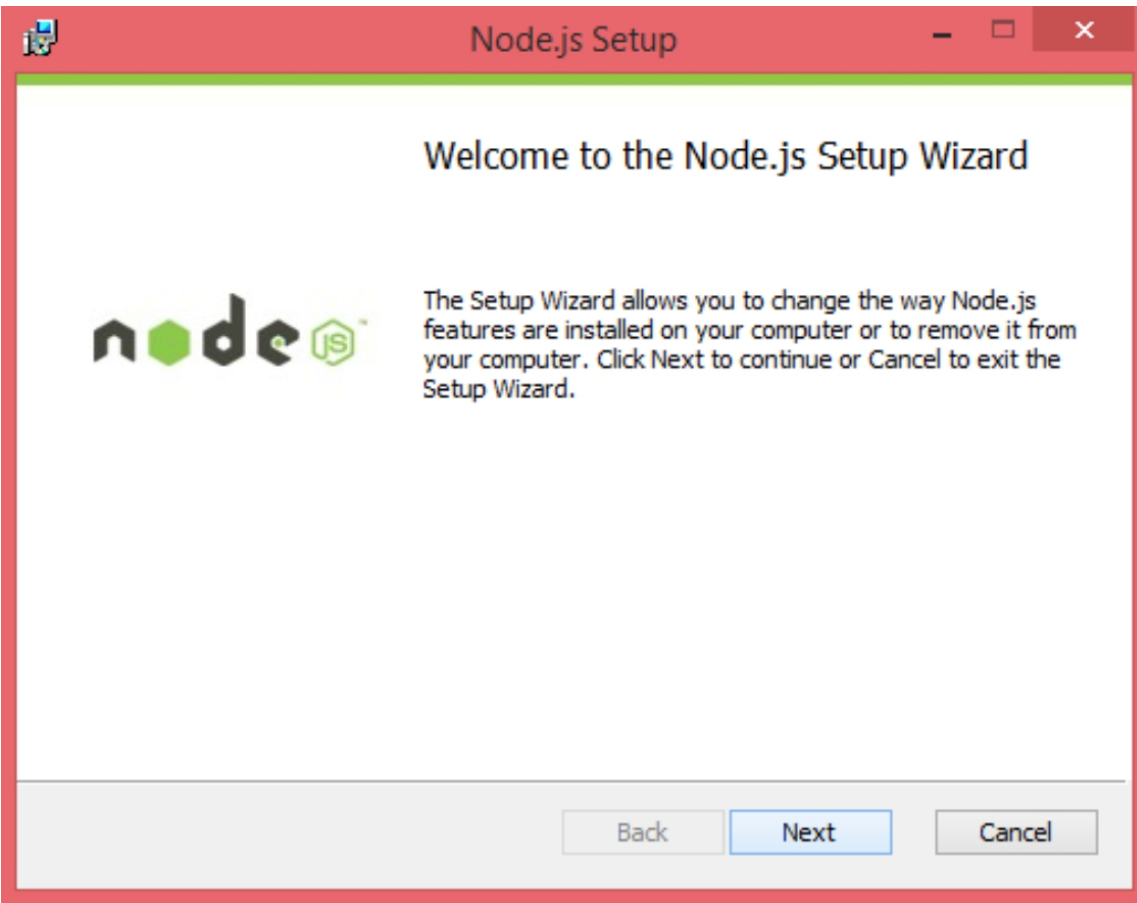 Node.js Setup
Welcome to the Node.js Setup Wizard
The Setup Wizard allows you to change the way Node.js
features are installed on your computer or to remove it from
your computer. Click Next to continue or Cancel to exit the
Setup Wizard.
node JS
Back Next Cancel